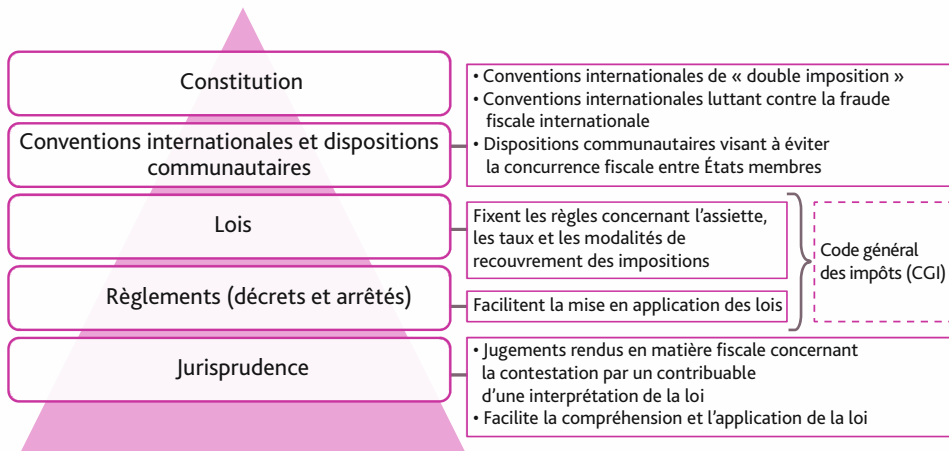 Constitution
Conventions internationales et dispositions
communautaires
• Conventions internationales de « double imposition »
• Conventions internationales luttant contre la fraude
fiscale internationale
• Dispositions communautaires visant à éviter
la concurrence fiscale entre États membres
Lois
Fixent les règles concernant l'assiette,
les taux et les modalités de
recouvrement des impositions
Règlements (décrets et arrêtés)
Facilitent la mise en application des lois
Code général
des impôts (CGI)
Jurisprudence
• Jugements rendus en matière fiscale concernant
la contestation par un contribuable
d'une interprétation de la loi
• Facilite la compréhension et l'application de la loi